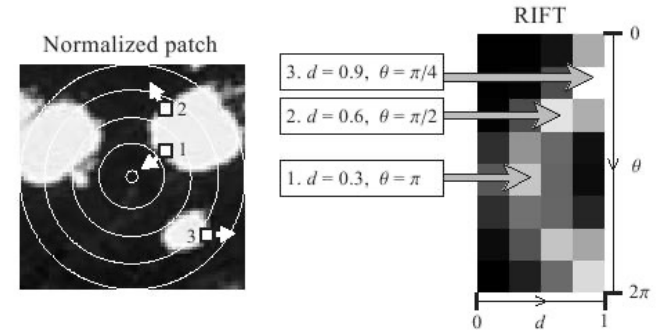 Normalized patch
1
2
3
3. d = 0.9, θ = π/4
2. d = 0.6, θ = π/2
1. d = 0.3, θ = π
RIFT
0
θ
2π
0
d
1